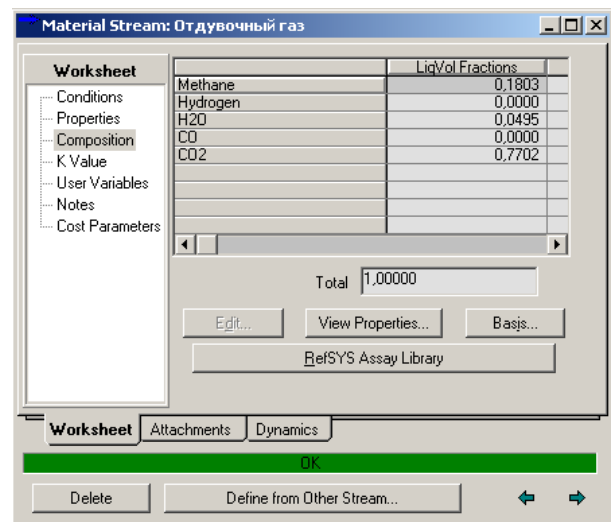 Material Stream: Отдувочный газ
Worksheet
Conditions
Properties
Composition
K Value
User Variables
Notes
Cost Parameters
LiqVol Fractions
Methane 0,1803
Hydrogen 0,0000
H2O 0,0495
CO 0,0000
CO2 0,7702
Total 1,00000
Edit...
View Properties...
Basis...
RefSYS Assay Library
Worksheet
Attachments
Dynamics
OK
Delete
Define from Other Stream...